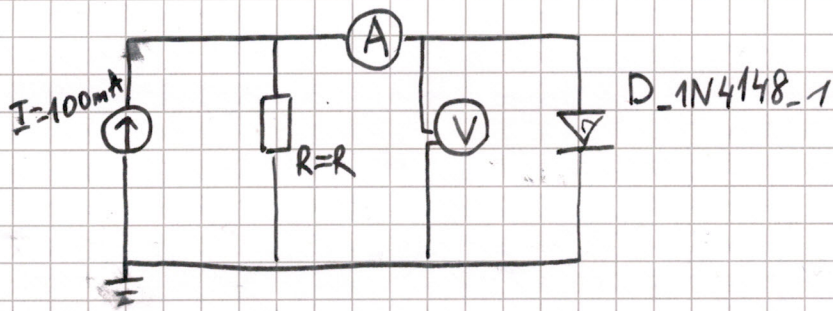 A
I=100mA
V
D_1N4148_1
R=R